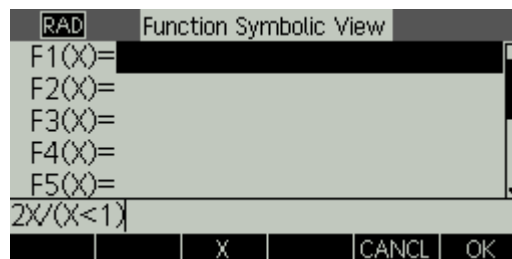 RAD Function Symbolic View
F1(X)=
F2(X)=
F3(X)=
F4(X)=
F5(X)=
2X/(X<1)
X CANCL OK